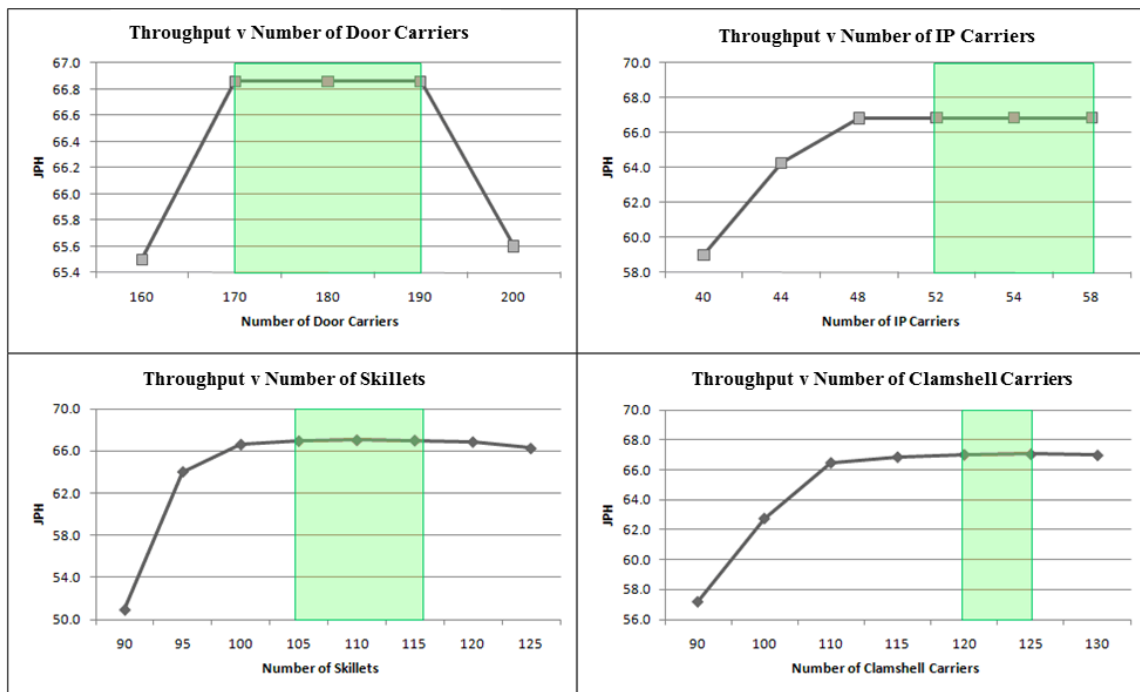 Throughput v Number of Door Carriers
67.0
66.8
66.6
66.4
66.2
66.0
65.8
65.6
65.4
JPH
160 170 180 190 200
Number of Door Carriers
Throughput v Number of IP Carriers
70.0
68.0
66.0
64.0
62.0
60.0
58.0
JPH
40 44 48 52 54 58
Number of IP Carriers
Throughput v Number of Skillets
70.0
66.0
62.0
58.0
54.0
50.0
JPH
90 95 100 105 110 115 120 125
Number of Skillets
Throughput v Number of Clamshell Carriers
70.0
68.0
66.0
64.0
62.0
60.0
58.0
56.0
JPH
90 100 110 115 120 125 130
Number of Clamshell Carriers